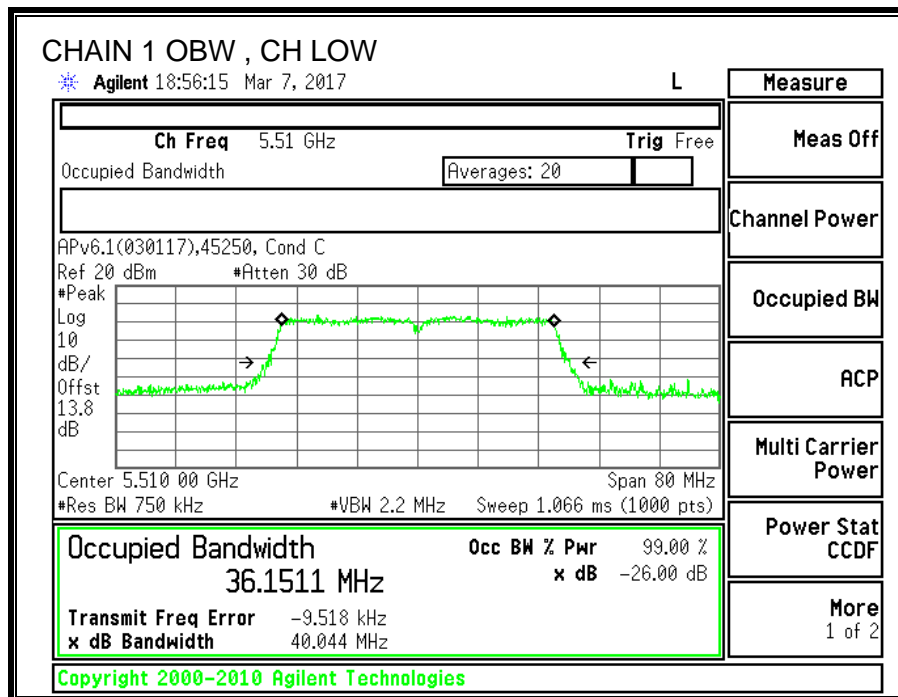 CHAIN 1 OBW , CH LOW
Agilent 18:56:15 Mar 7, 2017 L
Measure
Ch Freq 5.51 GHz Trig Free
Meas Off
Occupied Bandwidth Averages: 20
Channel Power
APv6.1(030117),45250, Cond C
Ref 20 dBm #Atten 30 dB
#Peak
Log
10
dB/
Offst
13.8
dB
Occupied BW
ACP
Multi Carrier
Power
Center 5.510 00 GHz Span 80 MHz
#Res BW 750 kHz #VBW 2.2 MHz Sweep 1.066 ms (1000 pts)
Power Stat
CCDF
Occupied Bandwidth Occ BW % Pwr 99.00 %
36.1511 MHz x dB -26.00 dB
Transmit Freq Error -9.518 kHz
x dB Bandwidth 40.044 MHz
More
1 of 2
Copyright 2000-2010 Agilent Technologies